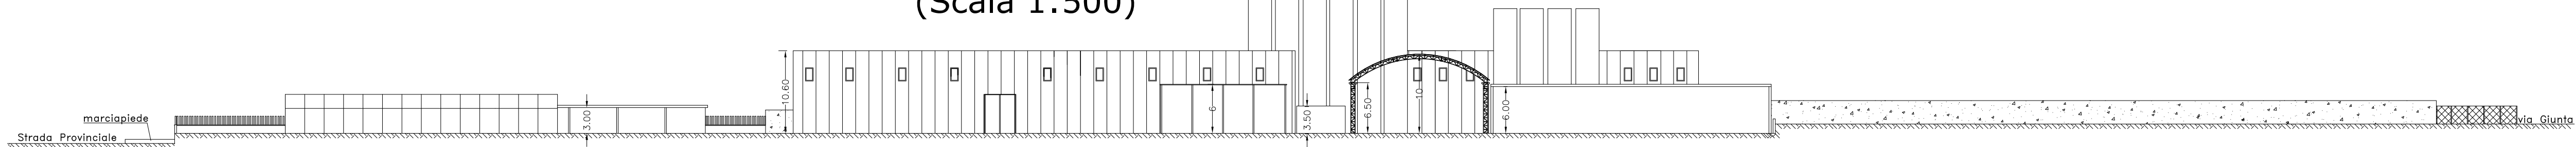 (Scala 1:500)
marciapiede
Strada Provinciale
3.00
10.60
6
3.50
6.50
10
6.00
via Giunta